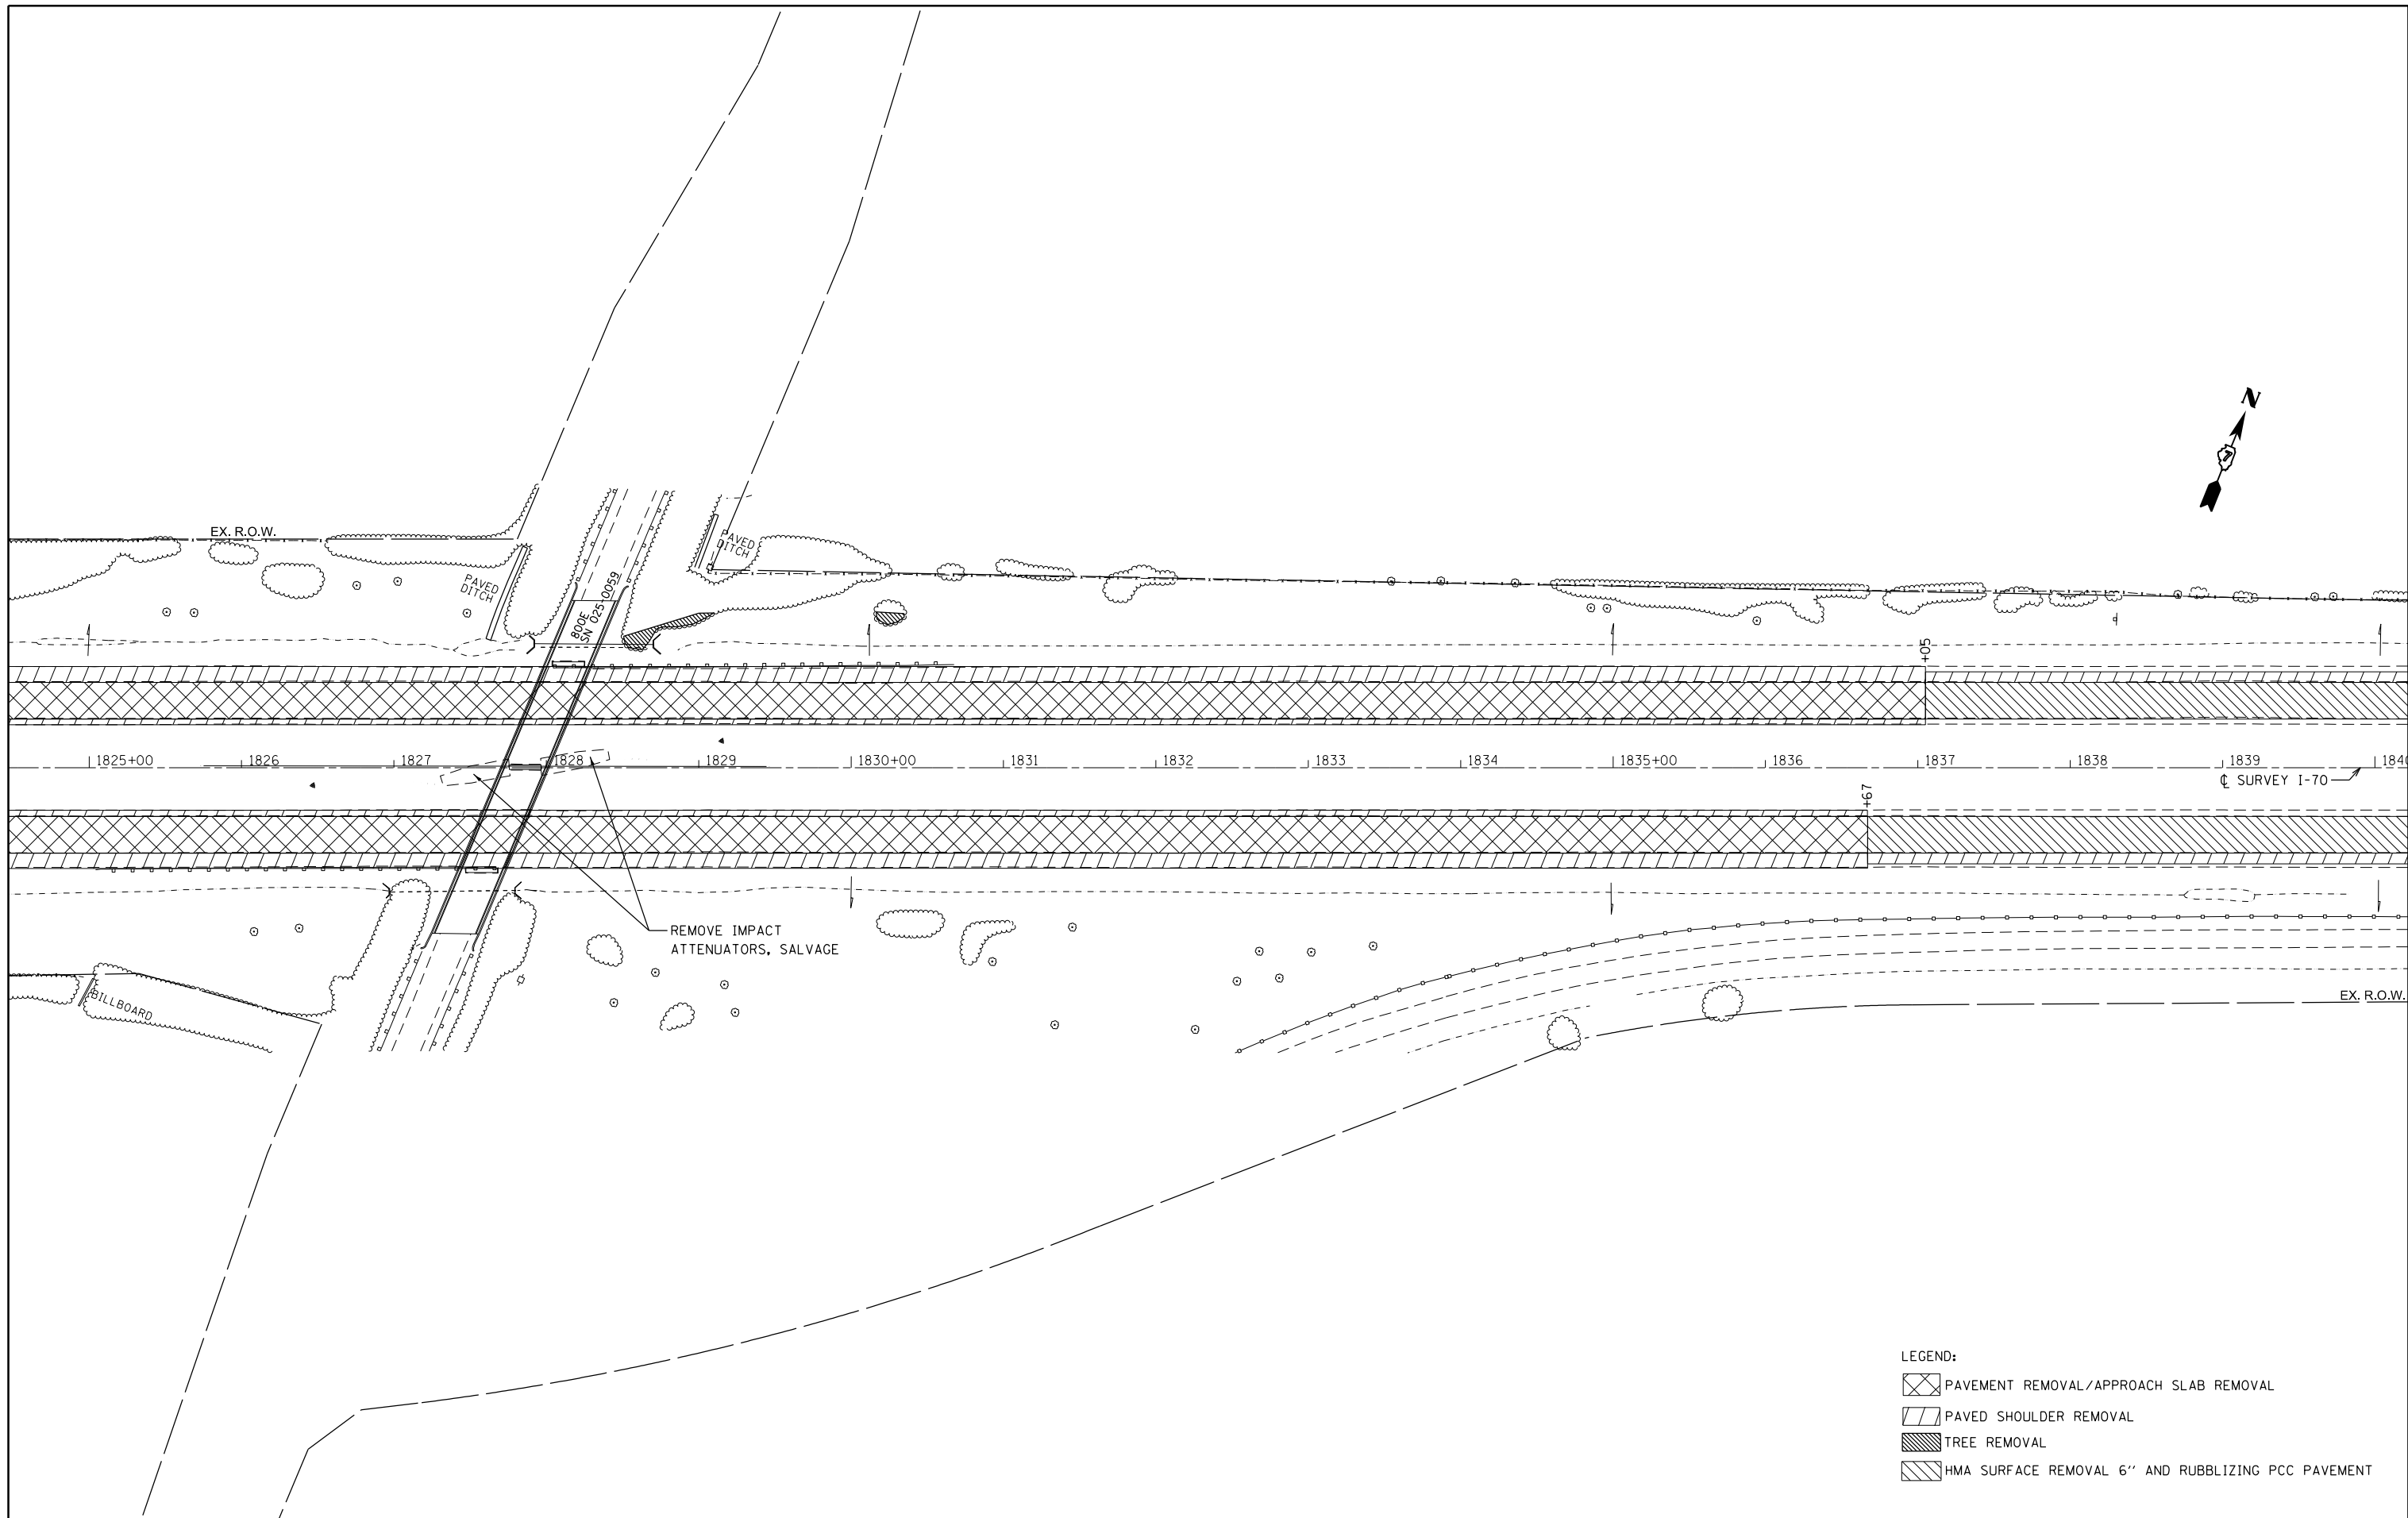 N
7
EX. R.O.W.
PAVED
DITCH
PAVED
DITCH
800E
SN 025-0059
+05
1825+00
1826
1827
1828
1829
1830+00
1831
1832
1833
1834
1835+00
1836
1837
1838
1839
1840
℄ SURVEY I-70
+67
REMOVE IMPACT
ATTENUATORS, SALVAGE
BILLBOARD
EX. R.O.W.
LEGEND:
PAVEMENT REMOVAL/APPROACH SLAB REMOVAL
PAVED SHOULDER REMOVAL
TREE REMOVAL
HMA SURFACE REMOVAL 6'' AND RUBBLIZING PCC PAVEMENT